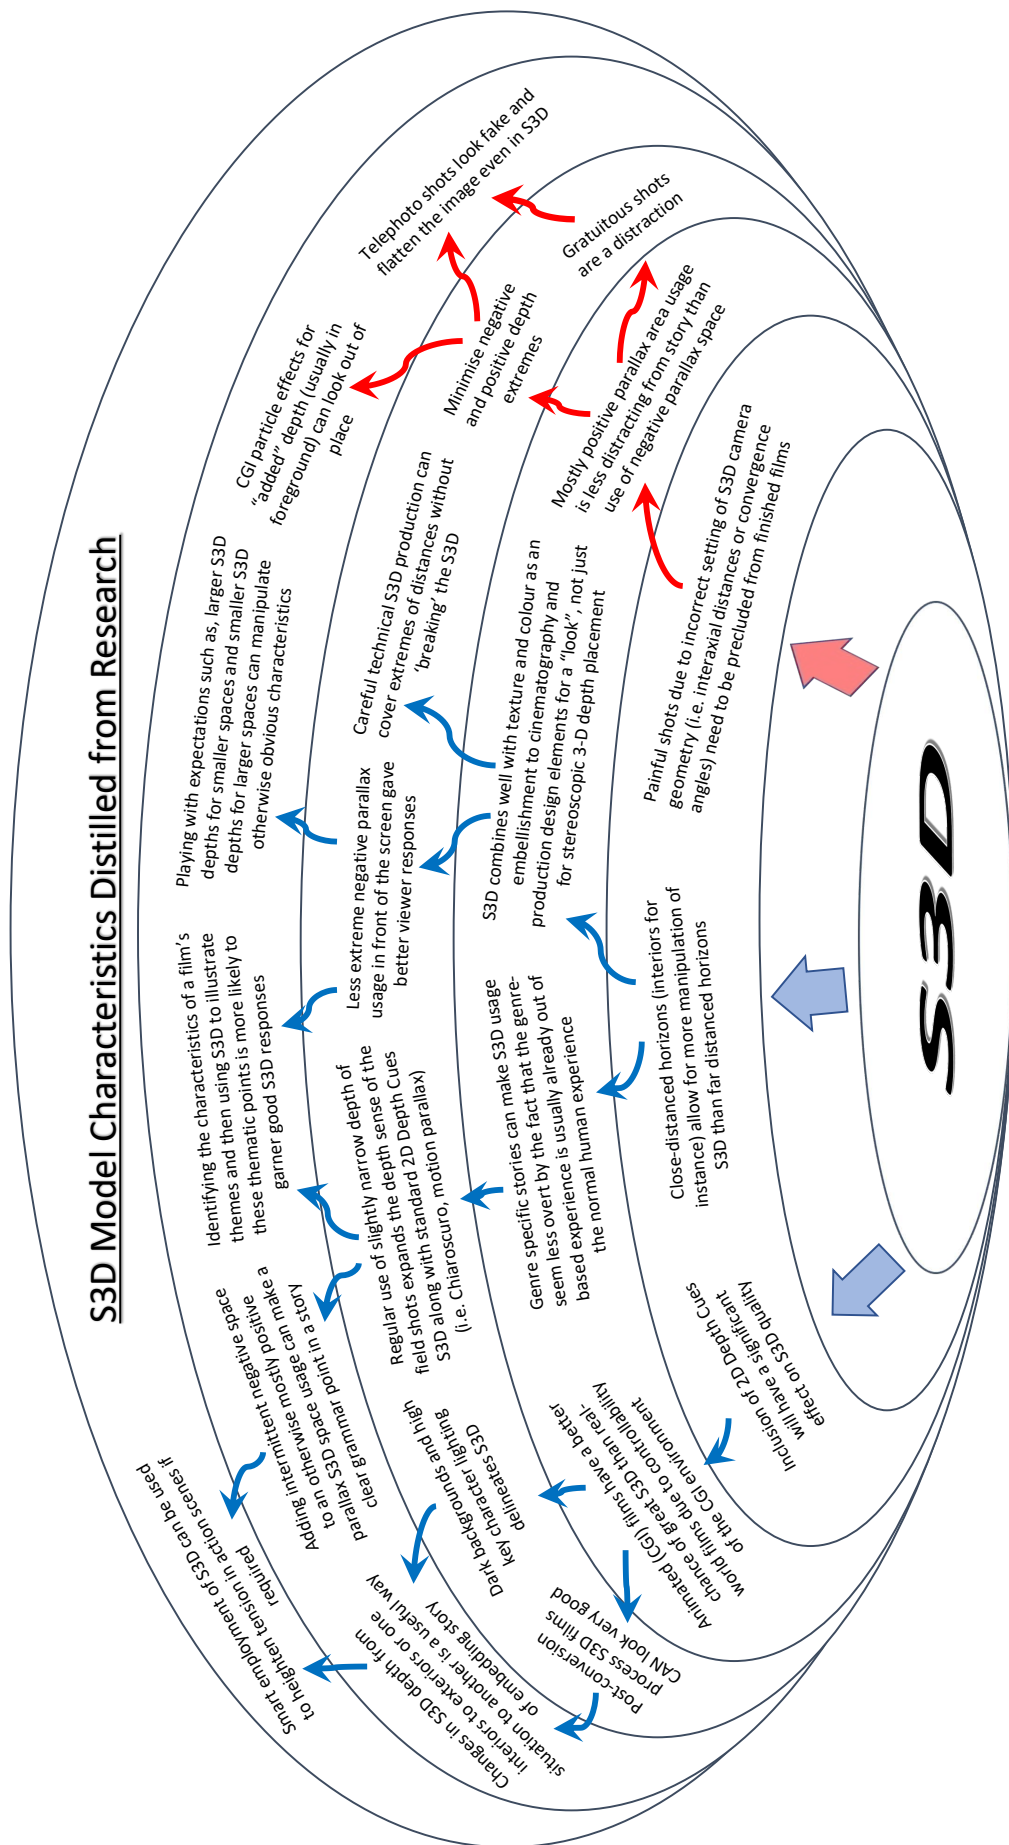 S3D Model Characteristics Distilled from Research
Smart employment of S3D can be used
to heighten tension in action scenes if
required
Adding intermittent negative space
to an otherwise mostly positive
parallax S3D space usage can make a
clear grammar point in a story
Identifying the characteristics of a film's
themes and then using S3D to illustrate
these thematic points is more likely to
garner good S3D responses
Playing with expectations such as, larger S3D
depths for smaller spaces and smaller S3D
depths for larger spaces can manipulate
otherwise obvious characteristics
CGI particle effects for
“added” depth (usually in
foreground) can look out of
place
Telephoto shots look fake and
flatten the image even in S3D
Changes in S3D depth from
interiors to exteriors or one
situation to another is a useful way
of embedding story
Dark backgrounds and high
key character lighting
delineates S3D
Regular use of slightly narrow depth of
field shots expands the depth sense of the
S3D along with standard 2D Depth Cues
(i.e. Chiaroscuro, motion parallax)
Less extreme negative parallax
usage in front of the screen gave
better viewer responses
Careful technical S3D production can
cover extremes of distances without
‘breaking’ the S3D
Minimise negative
and positive depth
extremes
Gratuitous shots
are a distraction
Post-conversion
process S3D films
CAN look very good
Animated (CGI) films have a better
chance of great S3D than real-
world films due to controllability
of the CGI environment
Genre specific stories can make S3D usage
sem less overt by the fact that the genre-
based experience is usually already out of
the normal human experience
S3D combines well with texture and colour as an
embellishment to cinematography and
production design elements for a “look”, not just
for stereoscopic 3-D depth placement
Mostly positive parallax area usage
is less distracting from story than
use of negative parallax space
Inclusion of 2D Depth Cues
will have a significant
effect on S3D quality
Close-distanced horizons (interiors for
instance) allow for more manipulation of
S3D than far distanced horizons
Painful shots due to incorrect setting of S3D camera
geometry (i.e. interaxial distances or convergence
angles) need to be precluded from finished films
S3D